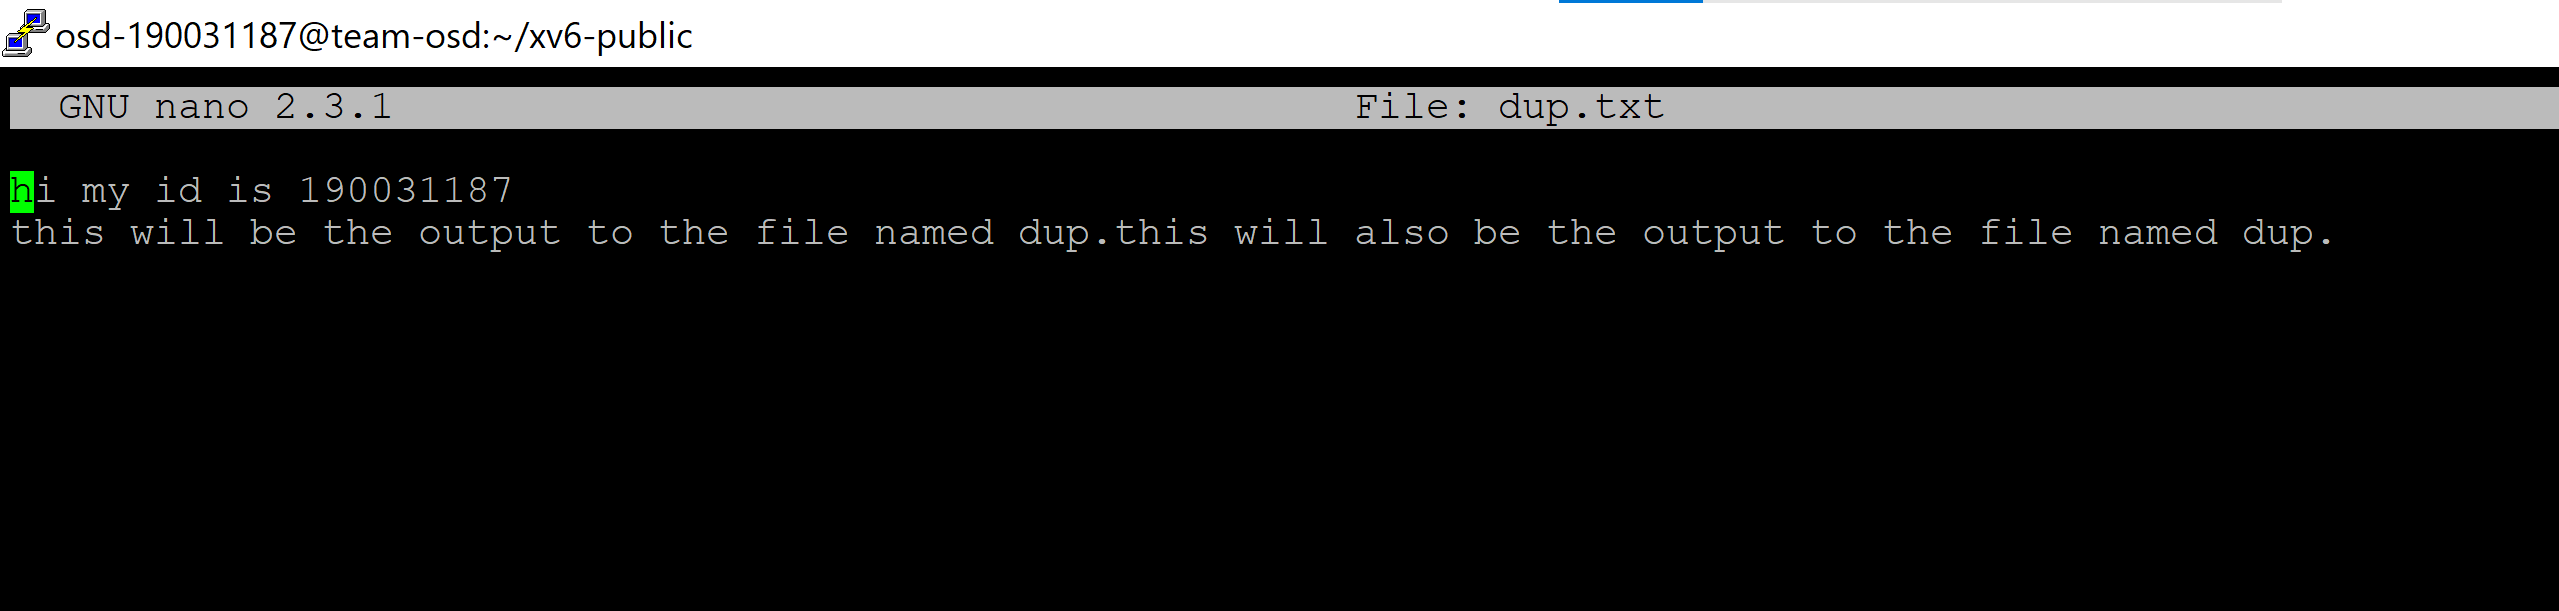 osd-190031187@team-osd:~/xv6-public
GNU nano 2.3.1 File: dup.txt
hi my id is 190031187
this will be the output to the file named dup.this will also be the output to the file named dup.